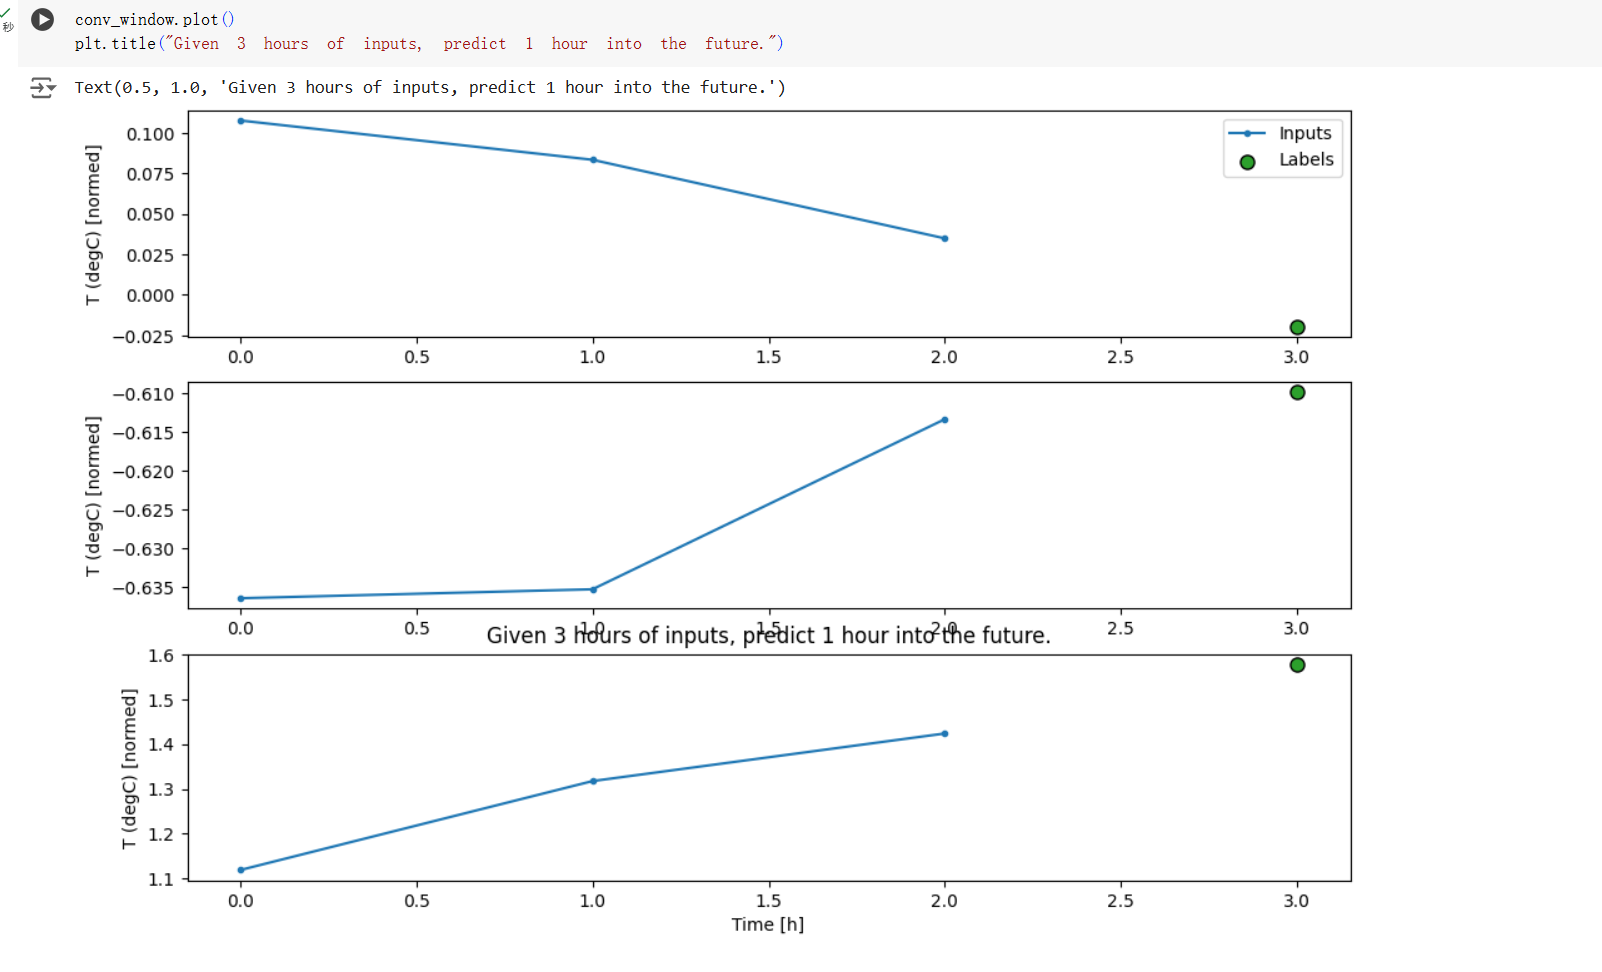 秒
conv_window.plot()
plt.title("Given 3 hours of inputs, predict 1 hour into the future.")
Text(0.5, 1.0, 'Given 3 hours of inputs, predict 1 hour into the future.')
Inputs
Labels
T (degC) [normed]
0.100
0.075
0.050
0.025
0.000
−0.025
0.0 0.5 1.0 1.5 2.0 2.5 3.0
T (degC) [normed]
−0.610
−0.615
−0.620
−0.625
−0.630
−0.635
0.0 0.5 1.0 1.5 2.0 2.5 3.0
Given 3 hours of inputs, predict 1 hour into the future.
T (degC) [normed]
1.6
1.5
1.4
1.3
1.2
1.1
0.0 0.5 1.0 1.5 2.0 2.5 3.0
Time [h]